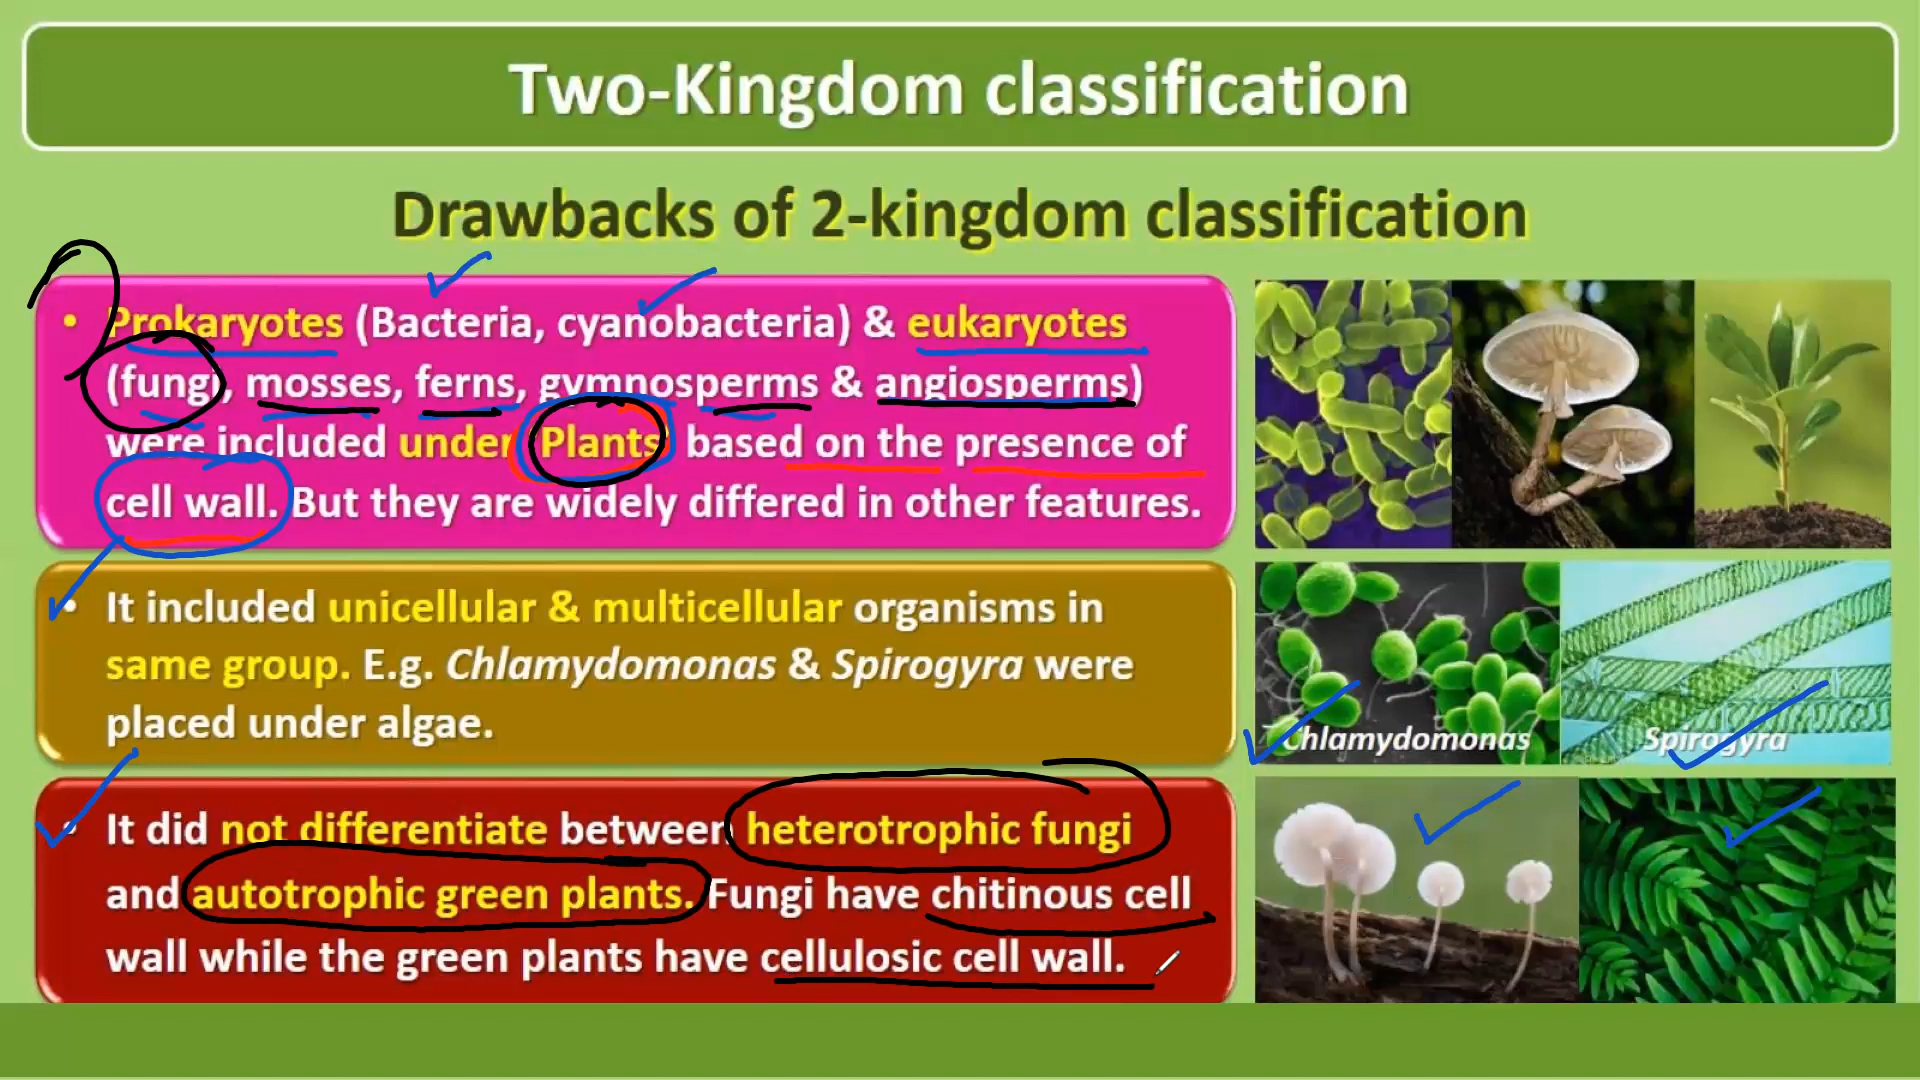 Two-Kingdom classification
Drawbacks of 2-kingdom classification
• Prokaryotes (Bacteria, cyanobacteria) & eukaryotes
(fungi, mosses, ferns, gymnosperms & angiosperms)
were included under Plants based on the presence of
cell wall. But they are widely differed in other features.
• It included unicellular & multicellular organisms in
same group. E.g. Chlamydomonas & Spirogyra were
placed under algae.
Chlamydomonas
Spirogyra
• It did not differentiate between heterotrophic fungi
and autotrophic green plants. Fungi have chitinous cell
wall while the green plants have cellulosic cell wall.